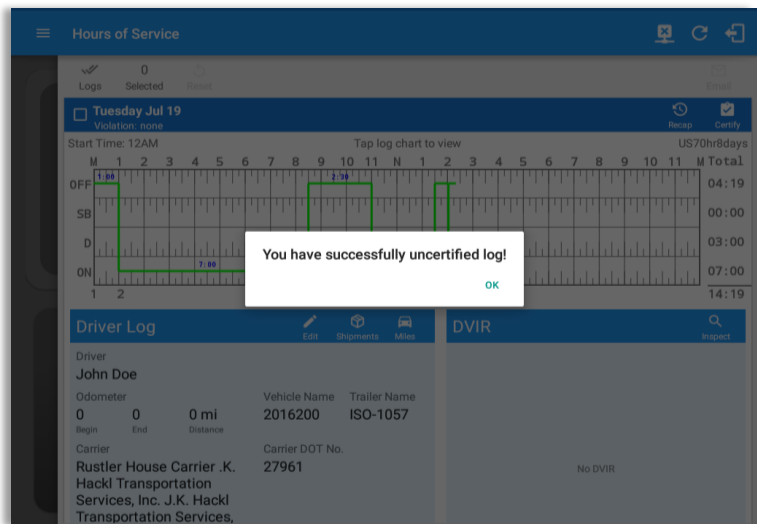 Hours of Service
0
Logs Selected Reset
Email
Tuesday Jul 19
Violation: none
Recap Certify
Start Time: 12AM Tap log chart to view US70hr8days
M 1 2 3 4 5 6 7 8 9 10 11 N 1 2 3 4 5 6 7 8 9 10 11 M Total
1:00 2:30
OFF 04:19
SB 00:00
D 03:00
7:00
ON 07:00
1 2 14:19
You have successfully uncertified log!
OK
Driver Log
Edit Shipments Miles
DVIR
Inspect
Driver
John Doe
Odometer Vehicle Name Trailer Name
0 0 0 mi 2016200 ISO-1057
Begin End Distance
Carrier Carrier DOT No.
Rustler House Carrier .K. 27961
Hackl Transportation
Services, Inc. J.K. Hackl
Transportation Services,
No DVIR